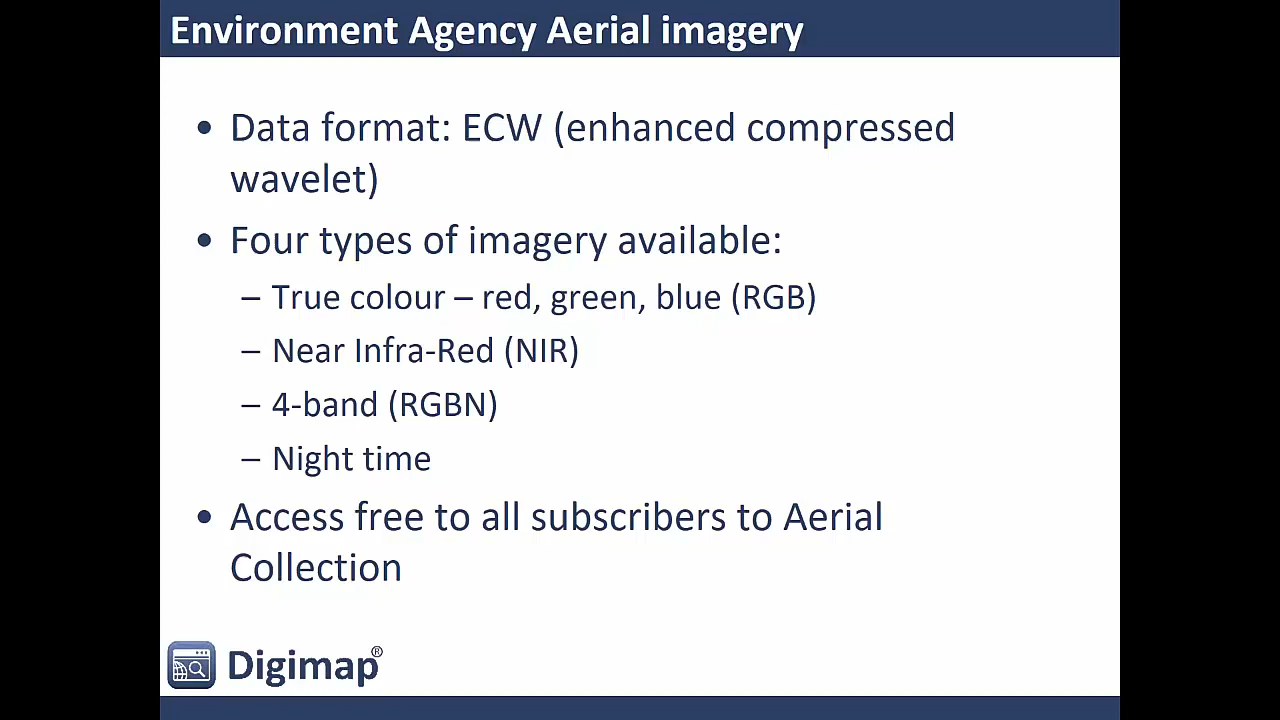 Environment Agency Aerial imagery
• Data format: ECW (enhanced compressed
wavelet)
• Four types of imagery available:
– True colour – red, green, blue (RGB)
– Near Infra-Red (NIR)
– 4-band (RGBN)
– Night time
• Access free to all subscribers to Aerial
Collection
Digimap®